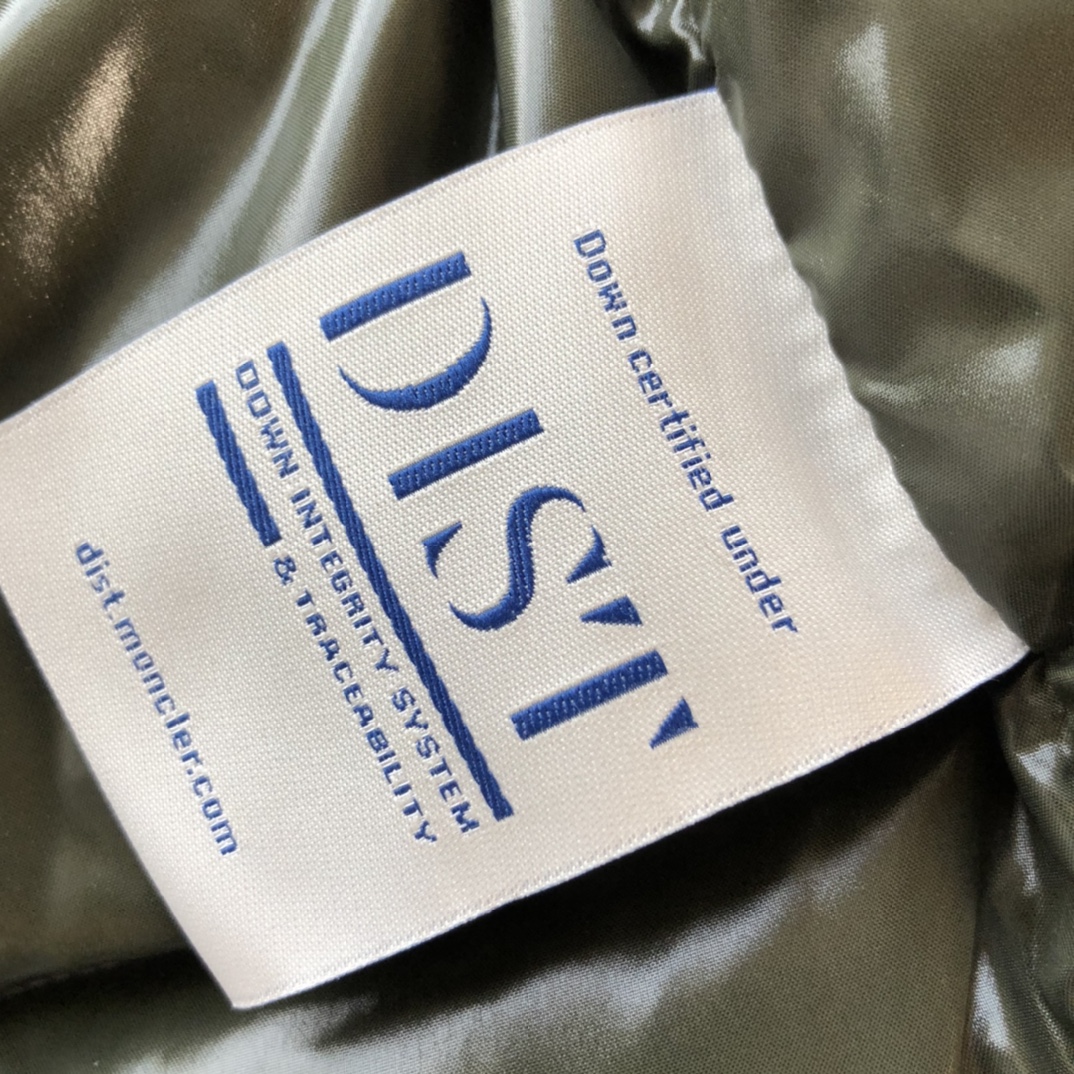 Down certified under
DIST
DOWN INTEGRITY SYSTEM
& TRACEABILITY
dist.moncler.com